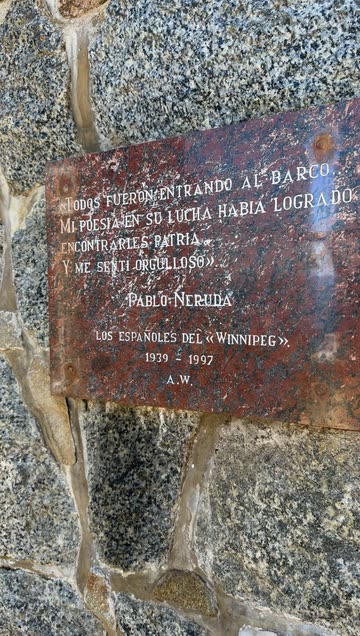 «Todos fueron entrando al barco.
Mi poesia en su lucha habia logrado
encontrarles patria.
Y me senti orgulloso».
Pablo Neruda
los españoles del «Winnipeg».
1939 - 1997
A.W.